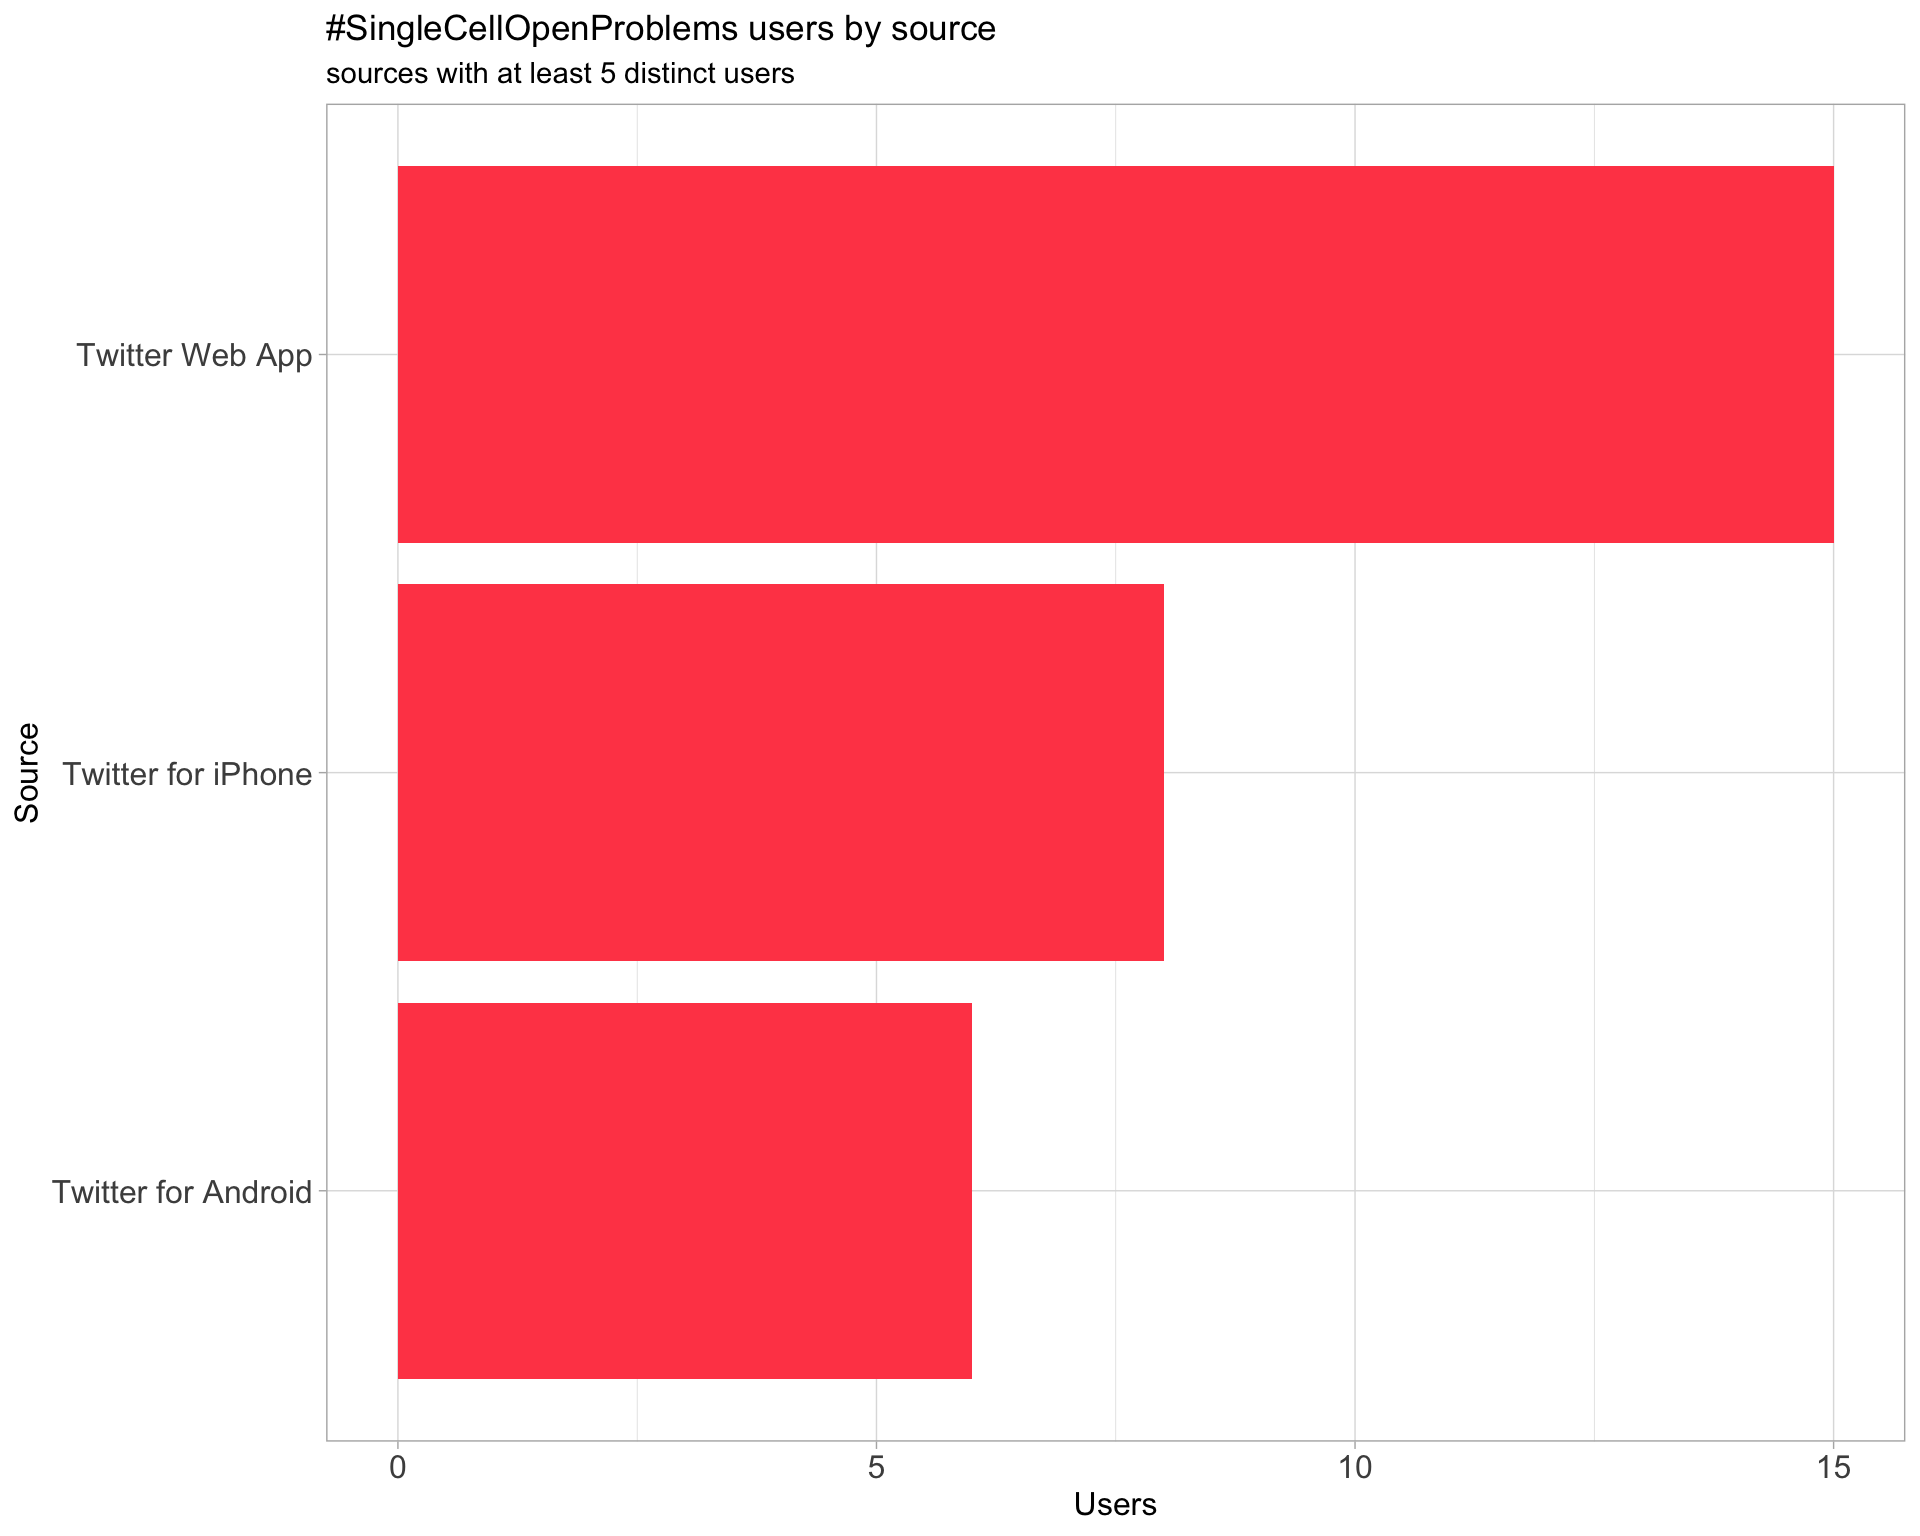 #SingleCellOpenProblems users by source
sources with at least 5 distinct users
Source
Twitter Web App
Twitter for iPhone
Twitter for Android
0 5 10 15
Users